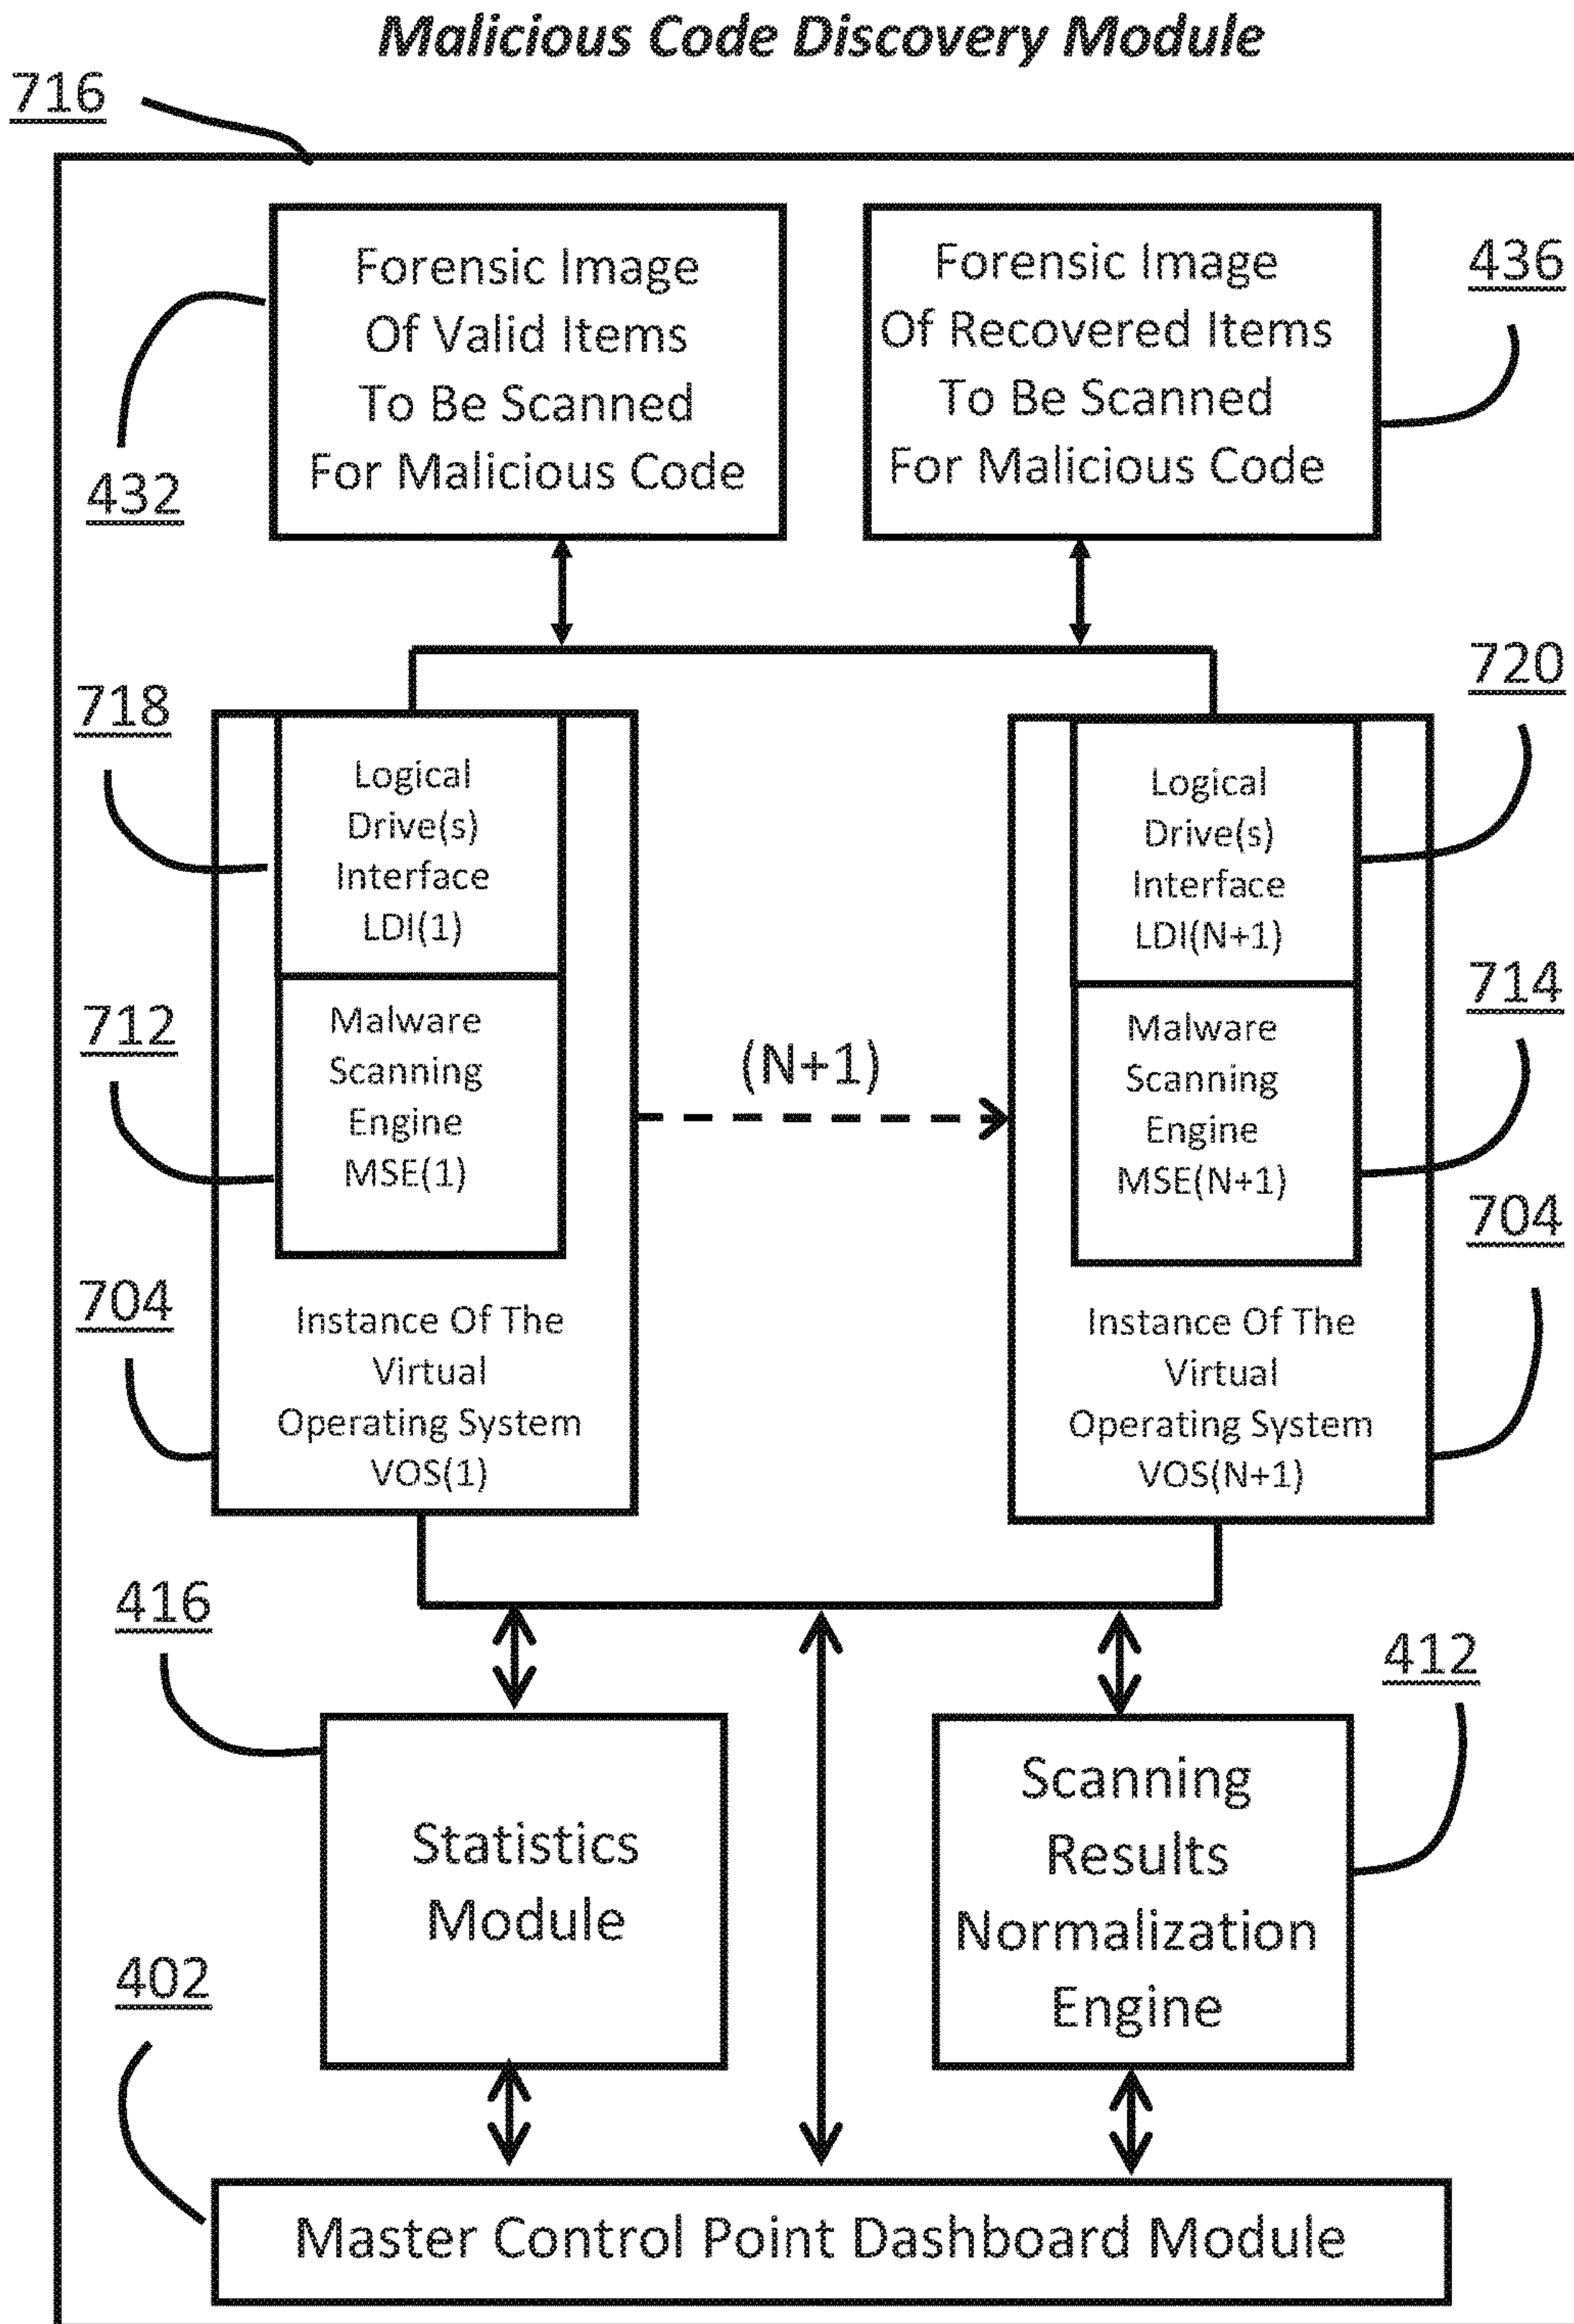 Malicious Code Discovery Module
716
Forensic Image
Of Valid Items
To Be Scanned
For Malicious Code
432
Forensic Image
Of Recovered Items
To Be Scanned
For Malicious Code
436
718
Logical
Drive(s)
Interface
LDI(1)
720
Logical
Drive(s)
Interface
LDI(N+1)
712
Malware
Scanning
Engine
MSE(1)
(N+1)
714
Malware
Scanning
Engine
MSE(N+1)
704
Instance Of The
Virtual
Operating System
VOS(1)
704
Instance Of The
Virtual
Operating System
VOS(N+1)
416
Statistics
Module
412
Scanning
Results
Normalization
Engine
402
Master Control Point Dashboard Module